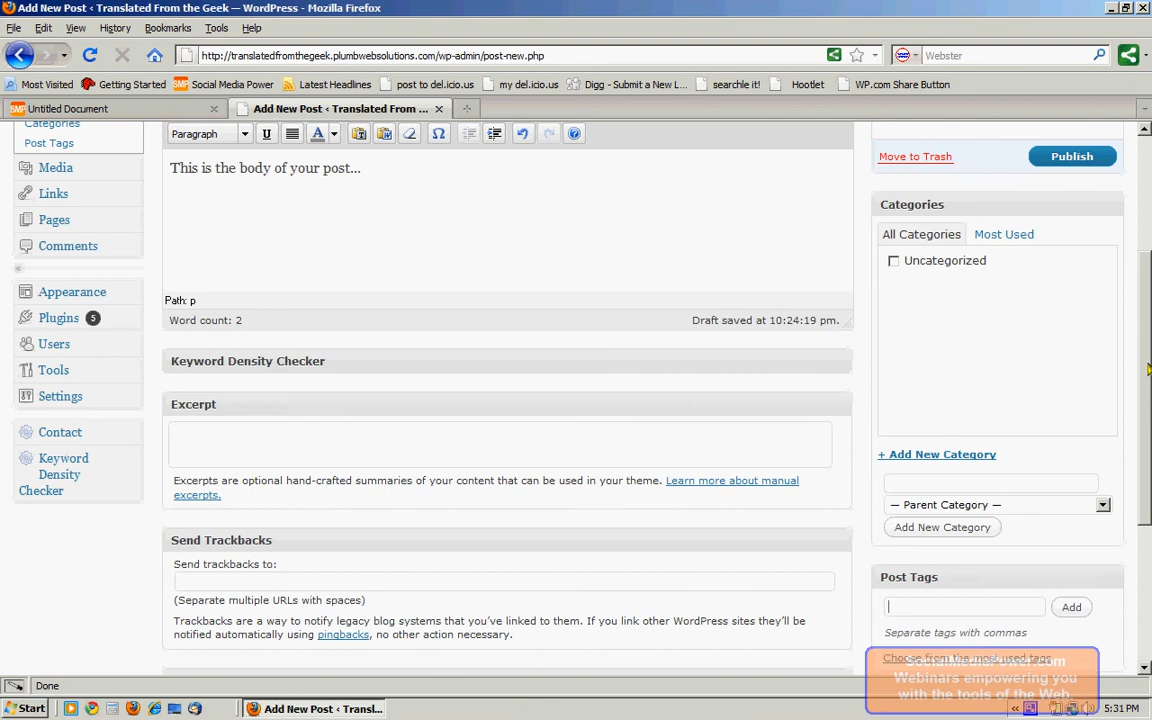 Add New Post ‹ Translated From the Geek — WordPress - Mozilla Firefox
File Edit View History Bookmarks Tools Help
http://translatedfromthegeek.plumbwebsolutions.com/wp-admin/post-new.php
Webster
Most Visited Getting Started Social Media Power Latest Headlines post to del.icio.us my del.icio.us Digg - Submit a New L... searchle it! Hootlet WP.com Share Button
SMP Untitled Document
Add New Post ‹ Translated From ...
Categories
Post Tags
Media
Links
Pages
Comments
Appearance
Plugins 5
Users
Tools
Settings
Contact
Keyword
Density
Checker
Paragraph
This is the body of your post...
Path: p
Word count: 2
Draft saved at 10:24:19 pm.
Keyword Density Checker
Excerpt
Excerpts are optional hand-crafted summaries of your content that can be used in your theme. Learn more about manual
excerpts.
Send Trackbacks
Send trackbacks to:
(Separate multiple URLs with spaces)
Trackbacks are a way to notify legacy blog systems that you've linked to them. If you link other WordPress sites they'll be
notified automatically using pingbacks, no other action necessary.
Move to Trash
Publish
Categories
All Categories Most Used
Uncategorized
+ Add New Category
— Parent Category —
Add New Category
Post Tags
Add
Separate tags with commas
Choose from the most used tags
SocialMediaPower.com
Webinars empowering you
with the tools of the Web.
Done
Start
Add New Post ‹ Transl...
5:31 PM